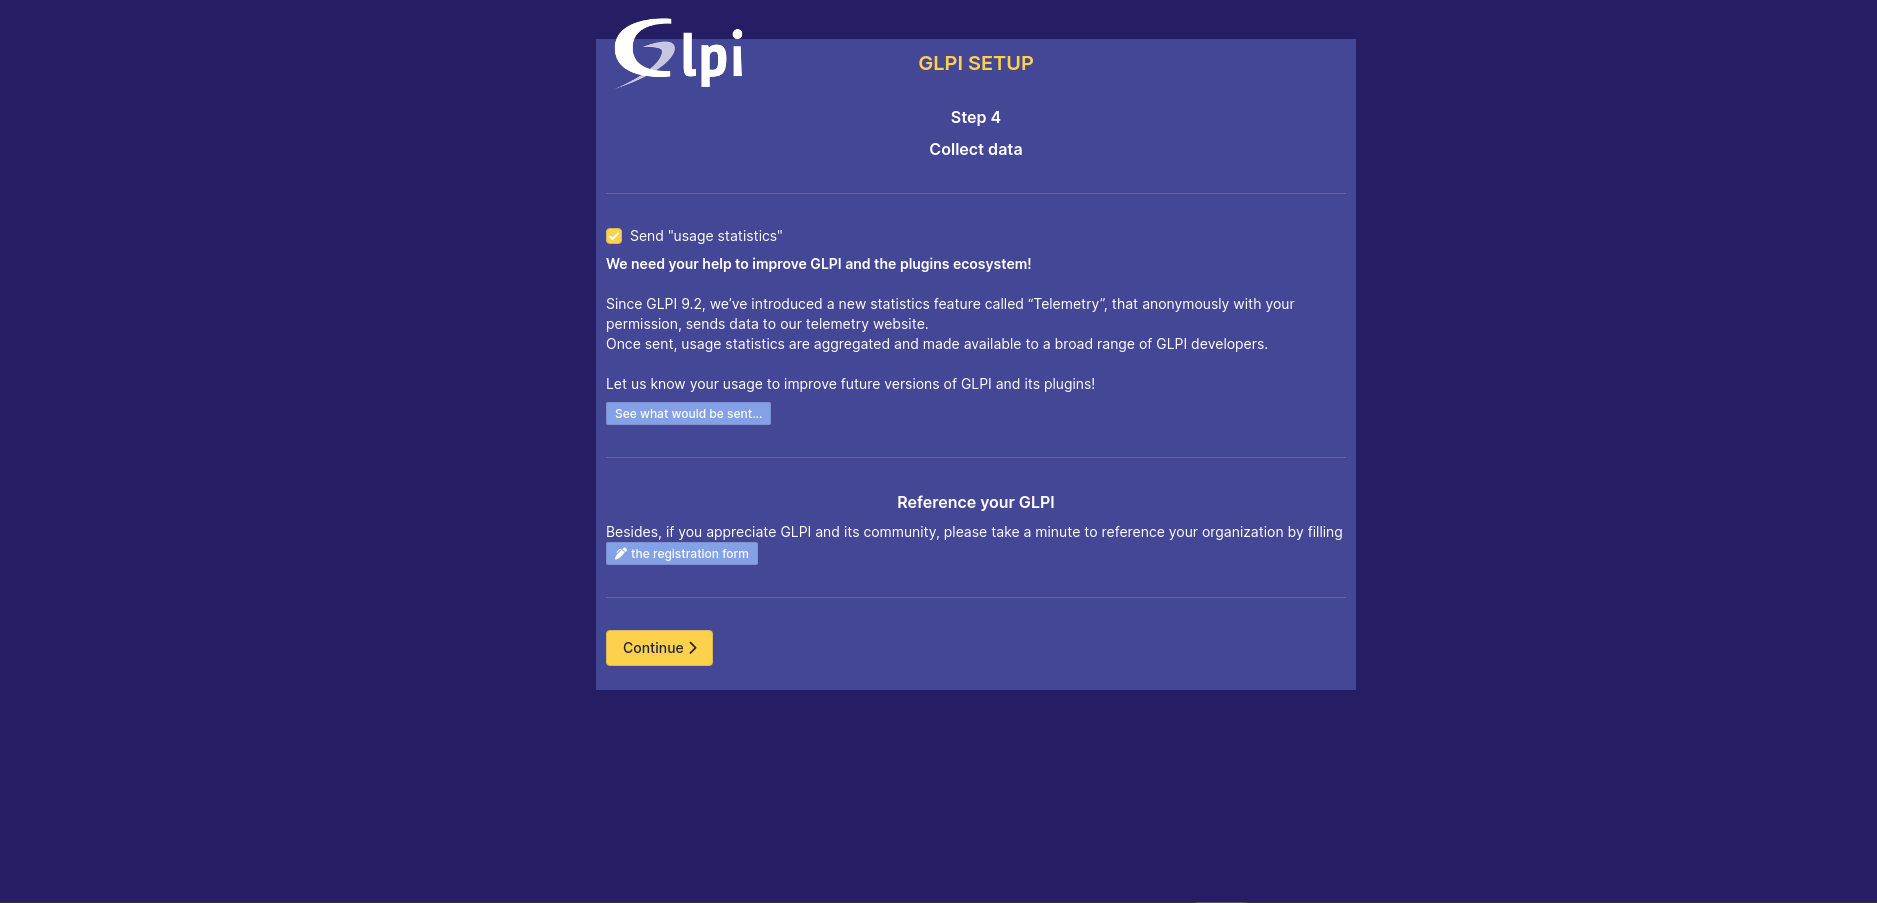 Glpi
GLPI SETUP
Step 4
Collect data
Send "usage statistics"
We need your help to improve GLPI and the plugins ecosystem!
Since GLPI 9.2, we’ve introduced a new statistics feature called “Telemetry”, that anonymously with your
permission, sends data to our telemetry website.
Once sent, usage statistics are aggregated and made available to a broad range of GLPI developers.
Let us know your usage to improve future versions of GLPI and its plugins!
See what would be sent...
Reference your GLPI
Besides, if you appreciate GLPI and its community, please take a minute to reference your organization by filling
the registration form
Continue